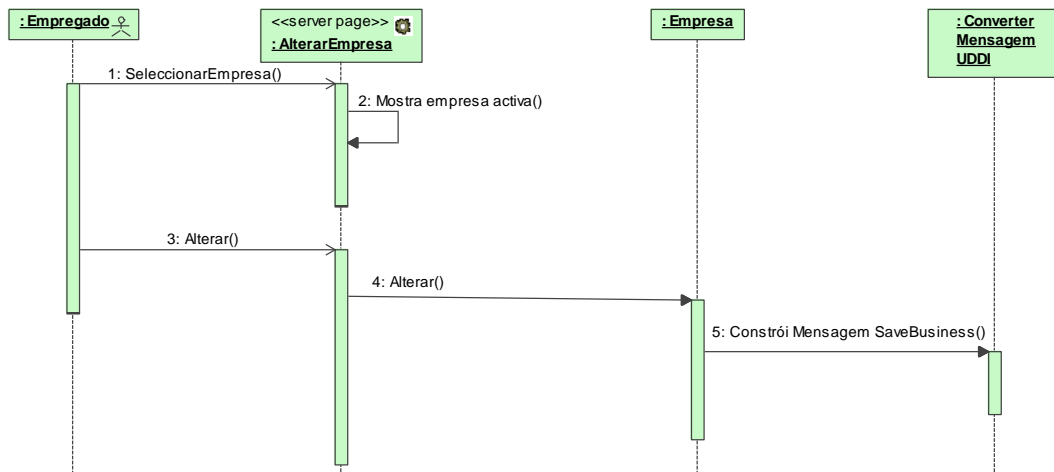 : Empregado
<<server page>>
: AlterarEmpresa
: Empresa
: Converter
Mensagem
UDDI
1: SeleccionarEmpresa()
2: Mostra empresa activa()
3: Alterar()
4: Alterar()
5: Constrói Mensagem SaveBusiness()